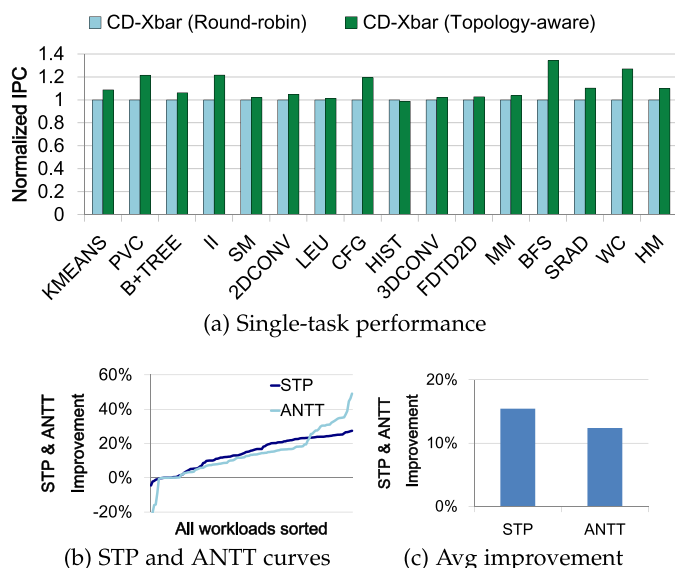 CD-Xbar (Round-robin) CD-Xbar (Topology-aware)
Normalized IPC
1.4
1.2
1
0.8
0.6
0.4
0.2
0
KMEANS PVC B+TREE II SM 2DCONV LEU CFG HIST 3DCONV FDTD2D MM BFS SRAD WC HM
(a) Single-task performance
STP & ANTT
Improvement
60%
40%
20%
0%
-20%
STP
ANTT
All workloads sorted
(b) STP and ANTT curves
STP & ANTT
Improvement
20%
10%
0%
STP ANTT
(c) Avg improvement